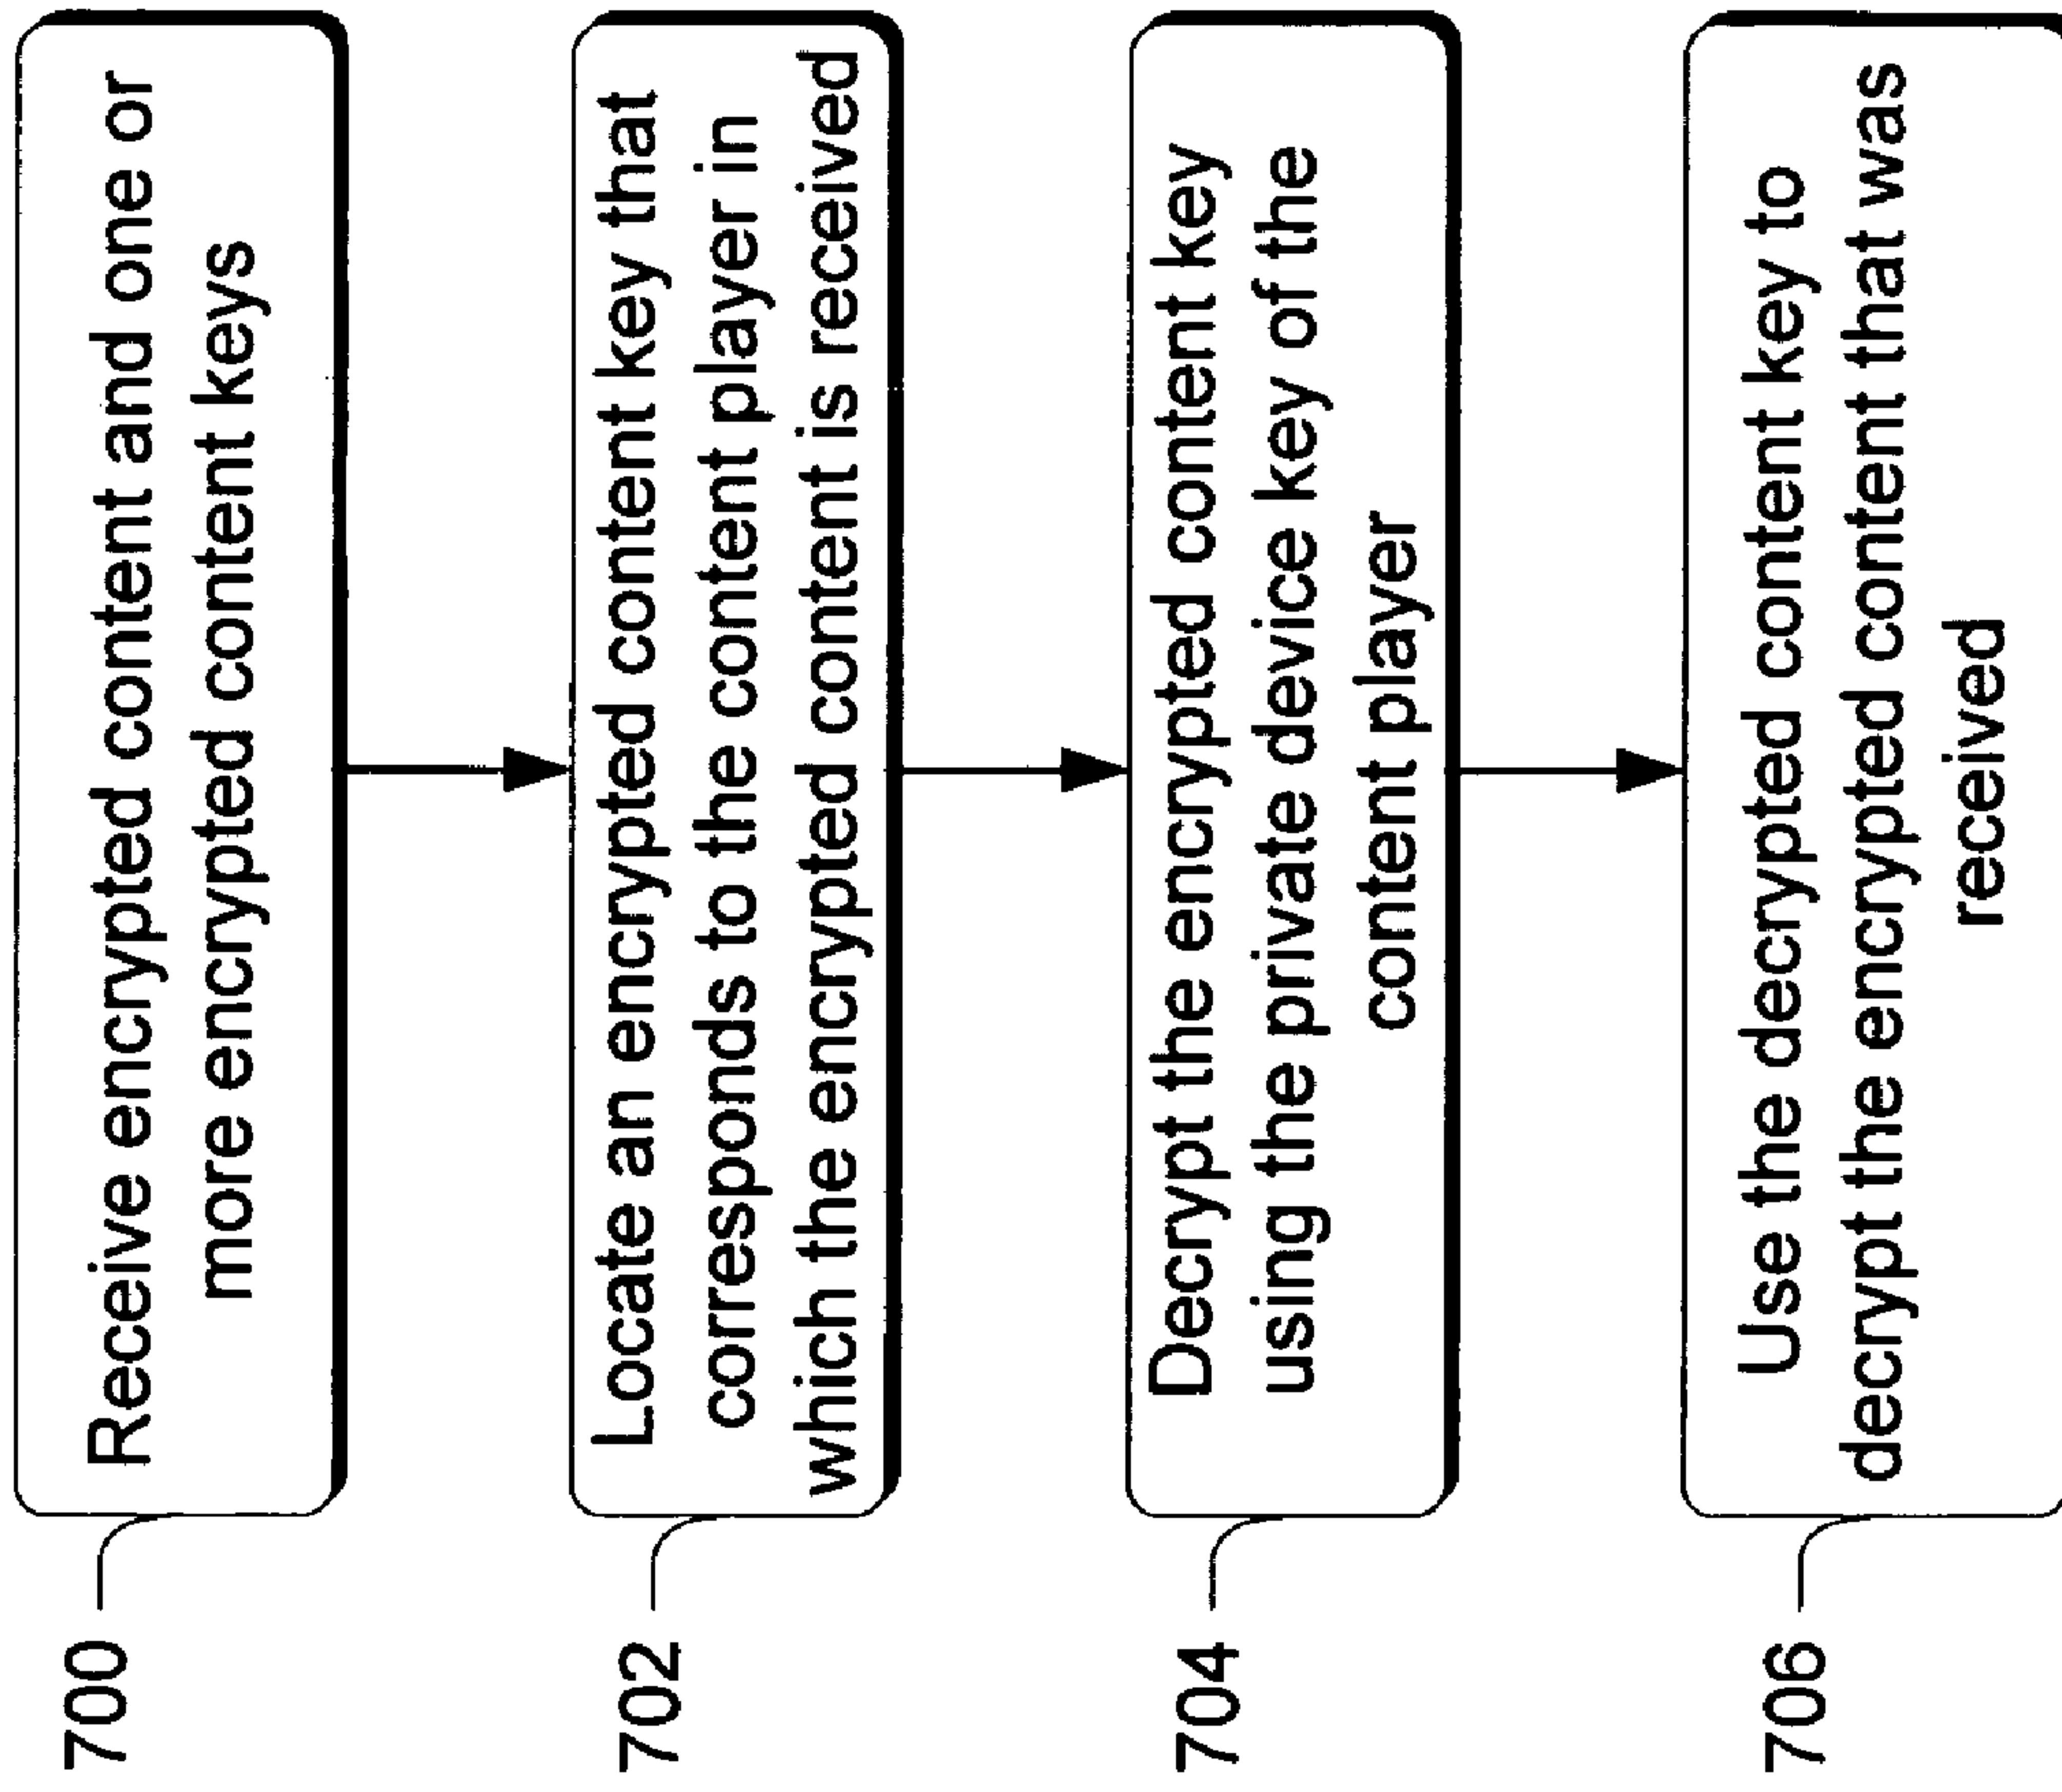 700
Receive encrypted content and one or
more encrypted content keys
702
Locate an encrypted content key that
corresponds to the content player in
which the encrypted content is received
704
Decrypt the encrypted content key
using the private device key of the
content player
706
Use the decrypted content key to
decrypt the encrypted content that was
received